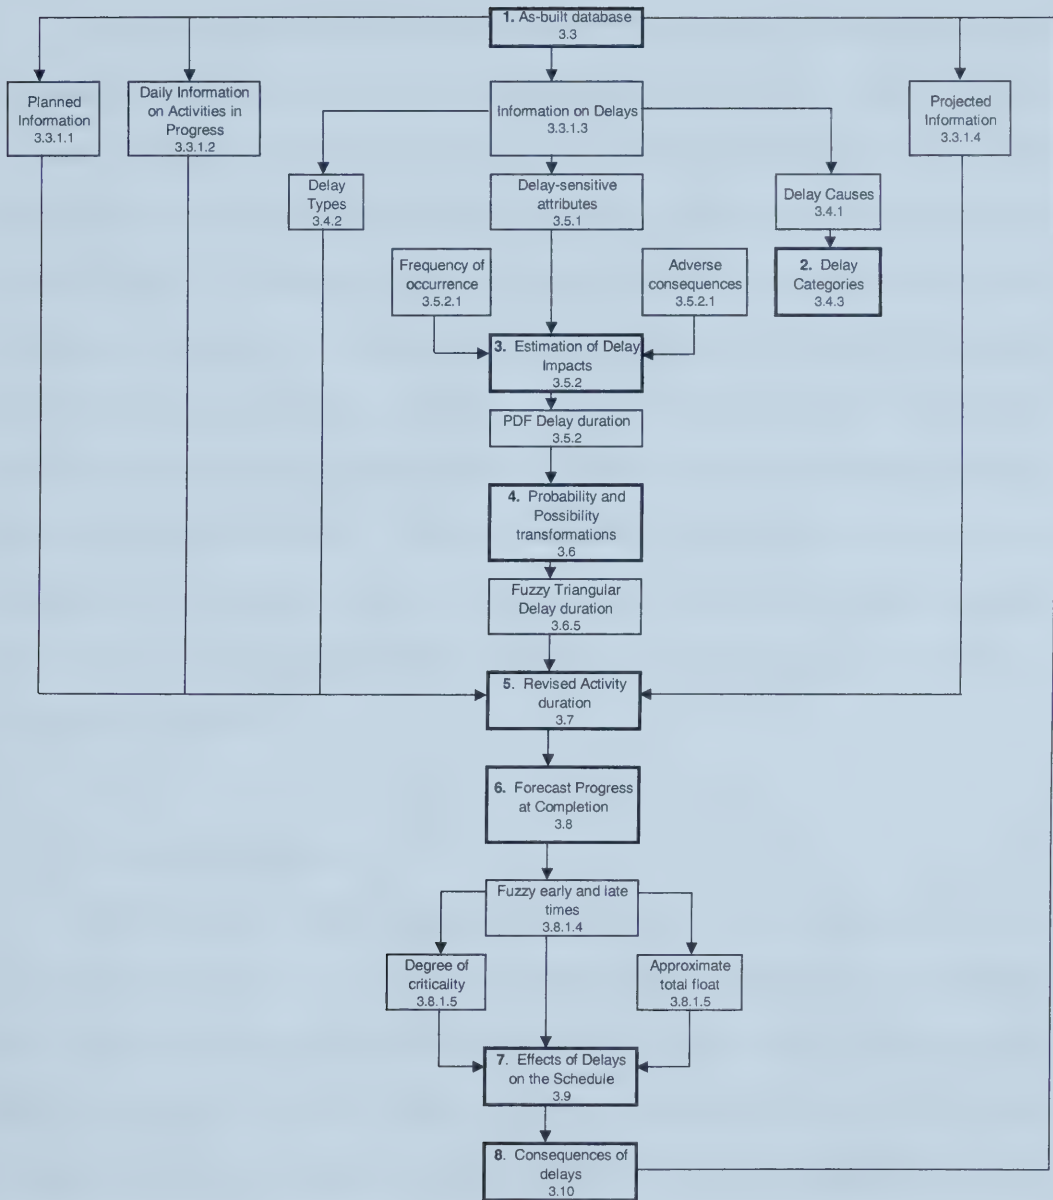 1. As-built database
3.3
Planned
Information
3.3.1.1
Daily Information
on Activities in
Progress
3.3.1.2
Information on Delays
3.3.1.3
Projected
Information
3.3.1.4
Delay
Types
3.4.2
Delay-sensitive
attributes
3.5.1
Delay Causes
3.4.1
Frequency of
occurrence
3.5.2.1
Adverse
consequences
3.5.2.1
2. Delay
Categories
3.4.3
3. Estimation of Delay
Impacts
3.5.2
PDF Delay duration
3.5.2
4. Probability and
Possibility
transformations
3.6
Fuzzy Triangular
Delay duration
3.6.5
5. Revised Activity
duration
3.7
6. Forecast Progress
at Completion
3.8
Fuzzy early and late
times
3.8.1.4
Degree of
criticality
3.8.1.5
Approximate
total float
3.8.1.5
7. Effects of Delays
on the Schedule
3.9
8. Consequences of
delays
3.10